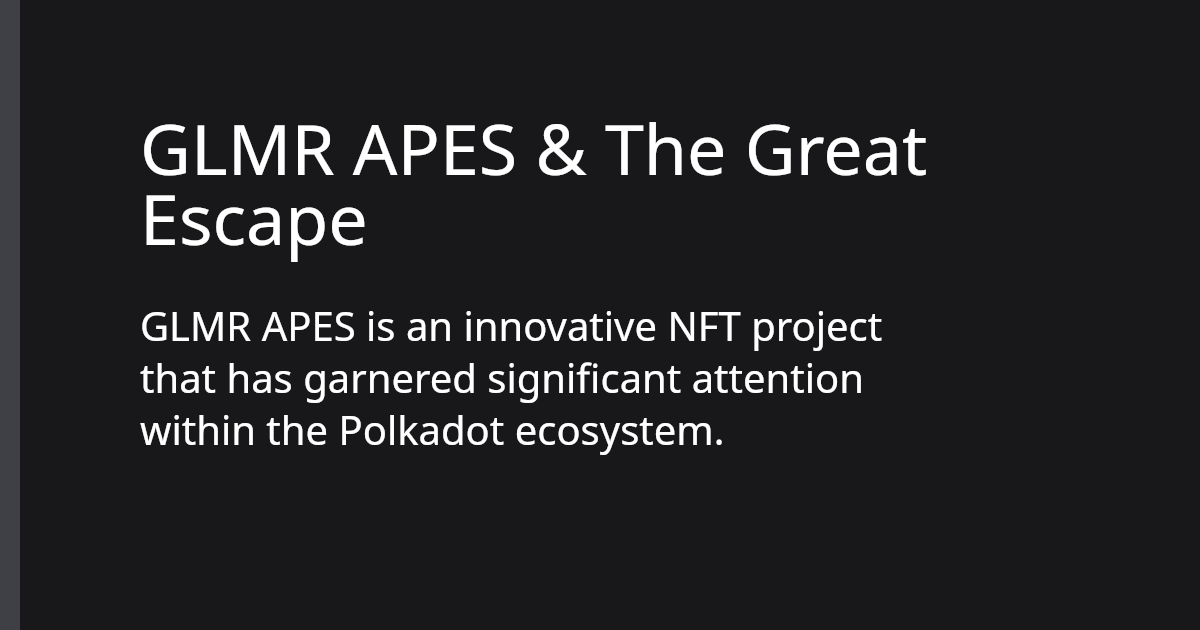 GLMR APES & The Great
Escape
GLMR APES is an innovative NFT project
that has garnered significant attention
within the Polkadot ecosystem.